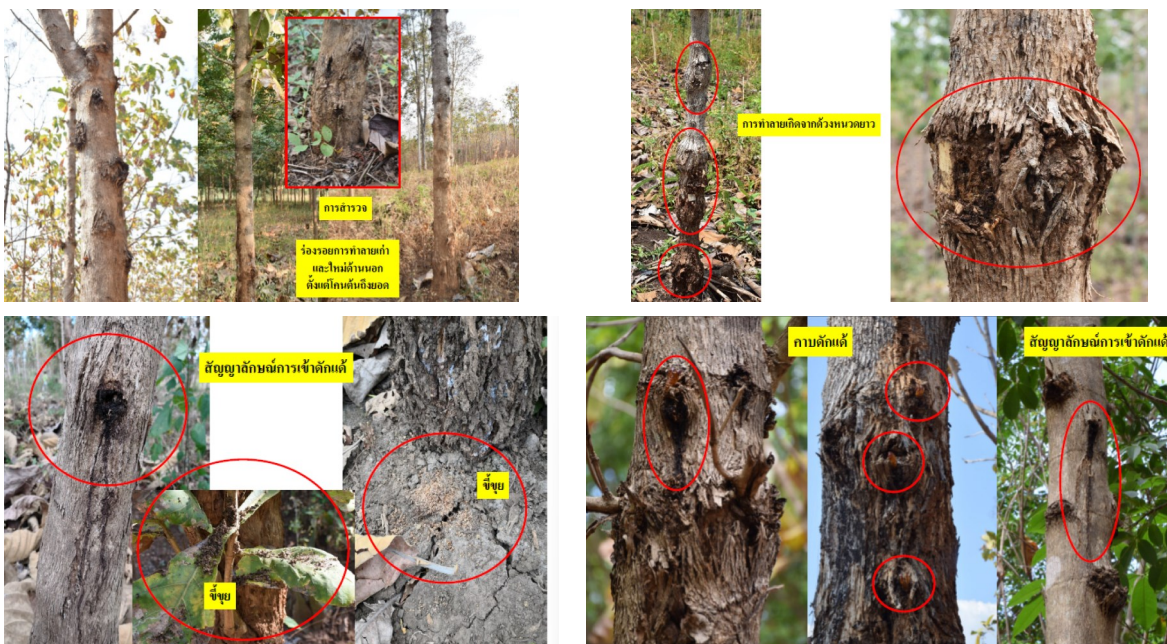 การสำรวจ
ร่องรอยการทำลายเก่า
และใหม่ด้านนอก
ตั้งแต่โคนต้นถึงยอด
การทำลายเกิดจากด้วงหนวดยาว
สัญญาลักษณ์การเข้าดักแด้
ขี้ขุย
ขี้ขุย
คาบดักแด้
สัญญาลักษณ์การเข้าดักแด้